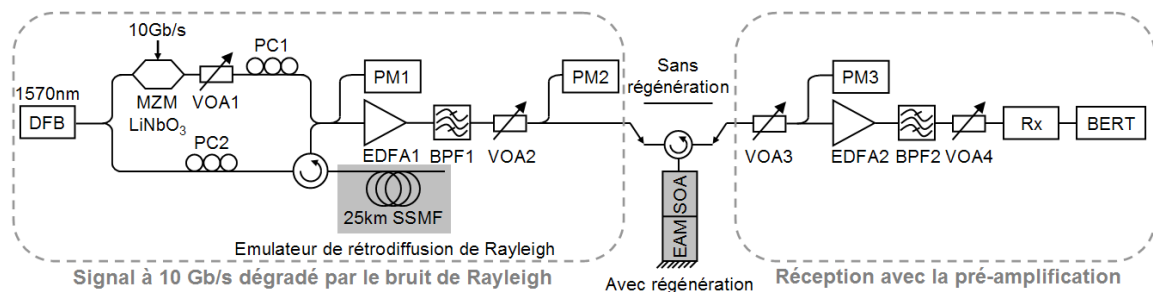 10Gb/s
PC1
Sans
régénération
PM1
PM2
PM3
1570nm
DFB
MZM
LiNbO3
VOA1
PC2
EDFA1
BPF1
VOA2
VOA3
EDFA2
BPF2
VOA4
Rx
BERT
SOA
EAM
25km SSMF
Emulateur de rétrodiffusion de Rayleigh
Signal à 10 Gb/s dégradé par le bruit de Rayleigh
Avec régénération
Réception avec la pré-amplification